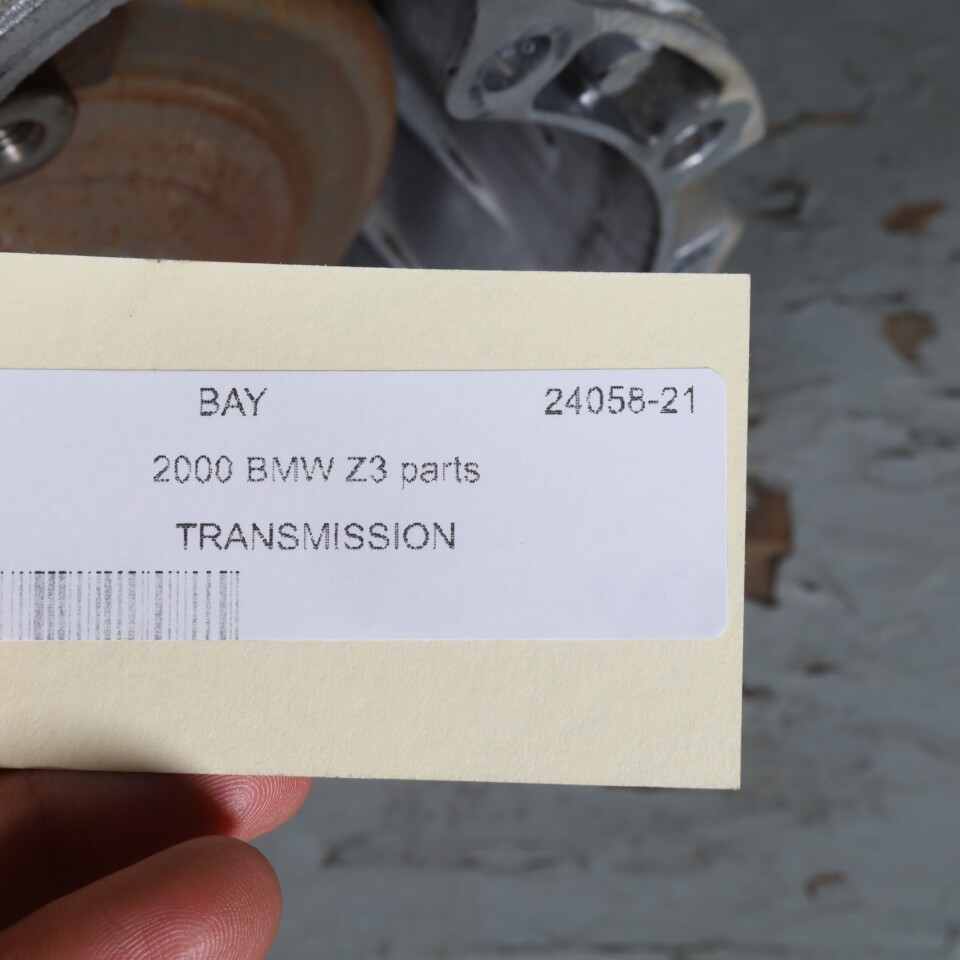 BAY 24058-21
2000 BMW Z3 parts
TRANSMISSION